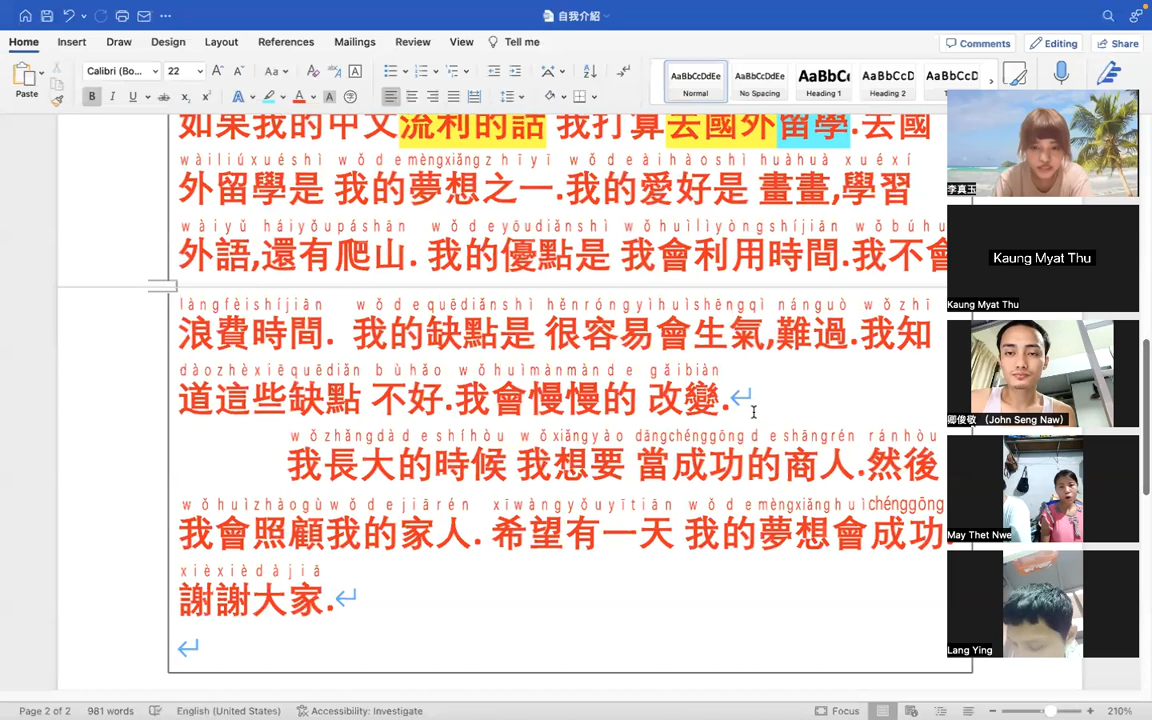 自我介紹
Home Insert Draw Design Layout References Mailings Review View Tell me Comments Editing Share
Paste Calibri (Bo... 22 AaBbCcDdEe Normal AaBbCcDdEe No Spacing AaBbCc Heading 1 AaBbCcD Heading 2 AaBbCcD
如果我的中文流利的話 我打算去國外留學.去國
wàiliúxuéshì wǒdemèngxiǎngzhīyī wǒdeàihàoshì huàhuà xuéxí
外留學是 我的夢想之一.我的愛好是 畫畫,學習
wàiyǔ háiyǒupáshān wǒdeyōudiǎnshì wǒhuìlìyòngshíjiān wǒbúhu
外語,還有爬山. 我的優點是 我會利用時間.我不會
làngfèishíjiān wǒdequēdiǎnshì hěnróngyìhuìshēngqì nánguò wǒzhī
浪費時間. 我的缺點是 很容易會生氣,難過.我知
dàozhèxiēquēdiǎn bùhǎo wǒhuìmànmànde gǎibiàn
道這些缺點 不好.我會慢慢的 改變.
wǒzhǎngdàdeshíhòu wǒxiǎngyào dāngchénggōngdeshāngrén ránhòu
我長大的時候 我想要 當成功的商人.然後
wǒhuìzhàogùwǒdejiārén xīwàngyǒuyītiān wǒdemènɡxiǎnghuìchénggōng
我會照顧我的家人. 希望有一天 我的夢想會成功.
xièxièdàjiā
謝謝大家.
李真玉
Kaung Myat Thu
Kaung Myat Thu
卿俊敬 (John Seng Naw)
May Thet Nwe
Lang Ying
Page 2 of 2 981 words English (United States) Accessibility: Investigate Focus 210%